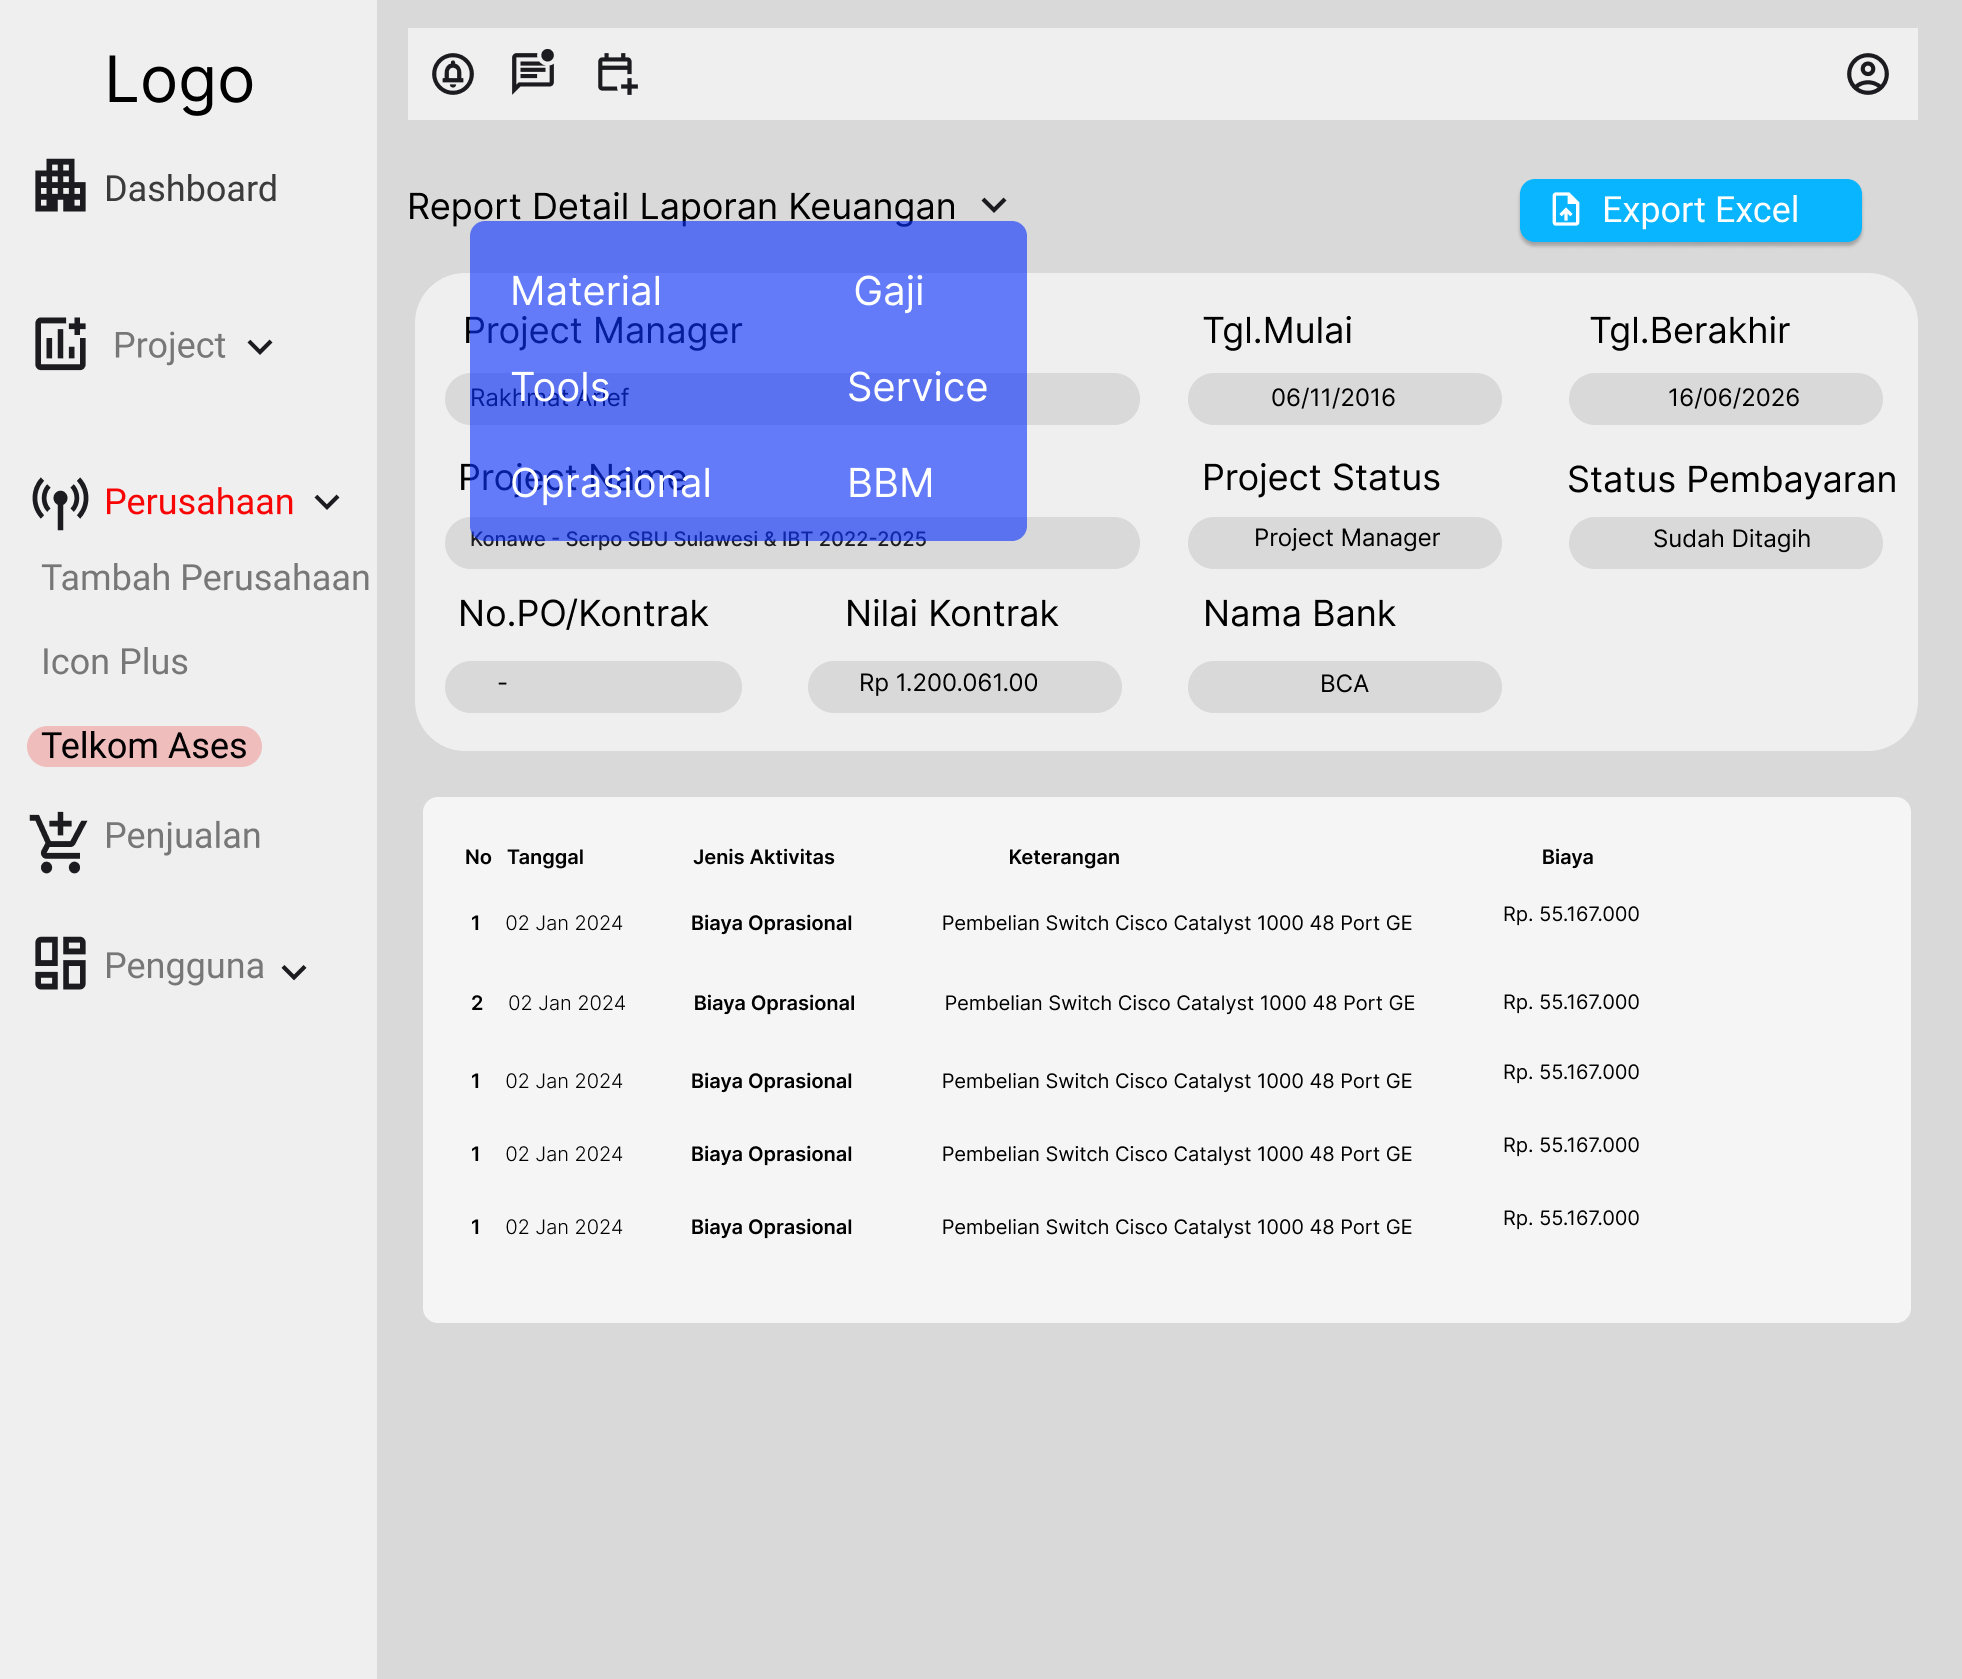 Logo
Dashboard
Project
Perusahaan
Tambah Perusahaan
Icon Plus
Telkom Ases
Penjualan
Pengguna
Report Detail Laporan Keuangan
Export Excel
Material Gaji
Tools Service
Oprasional BBM
Project Manager Tgl.Mulai Tgl.Berakhir
Rakhmat Arief 06/11/2016 16/06/2026
Project Name Project Status Status Pembayaran
Konawe - Serpo SBU Sulawesi & IBT 2022-2025 Project Manager Sudah Ditagih
No.PO/Kontrak Nilai Kontrak Nama Bank
- Rp 1.200.061.00 BCA
No Tanggal Jenis Aktivitas Keterangan Biaya
1 02 Jan 2024 Biaya Oprasional Pembelian Switch Cisco Catalyst 1000 48 Port GE Rp. 55.167.000
2 02 Jan 2024 Biaya Oprasional Pembelian Switch Cisco Catalyst 1000 48 Port GE Rp. 55.167.000
1 02 Jan 2024 Biaya Oprasional Pembelian Switch Cisco Catalyst 1000 48 Port GE Rp. 55.167.000
1 02 Jan 2024 Biaya Oprasional Pembelian Switch Cisco Catalyst 1000 48 Port GE Rp. 55.167.000
1 02 Jan 2024 Biaya Oprasional Pembelian Switch Cisco Catalyst 1000 48 Port GE Rp. 55.167.000